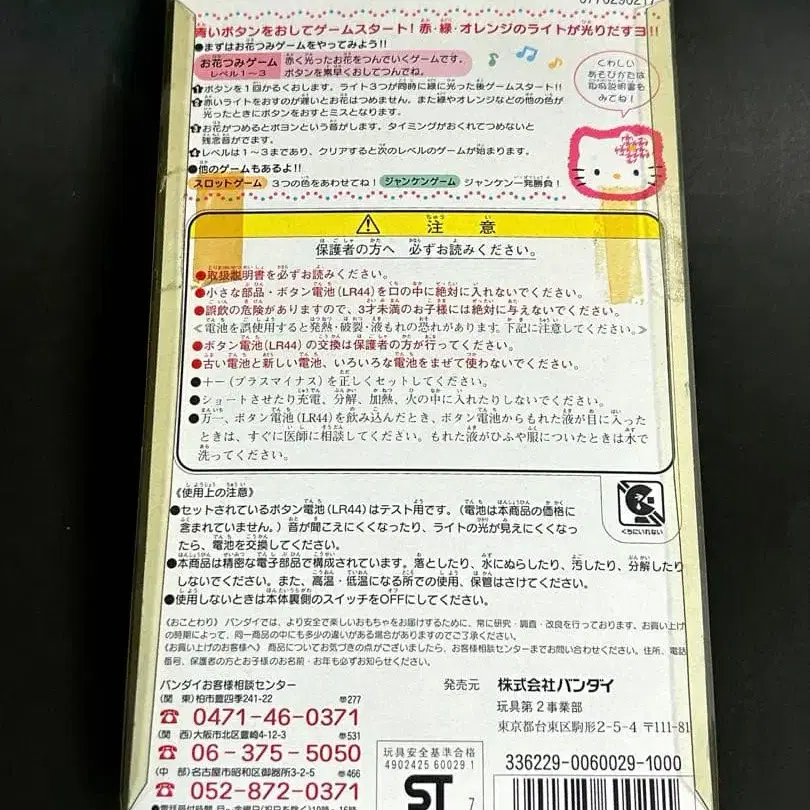 青いボタンをおしてゲームスタート！赤・緑・オレンジのライトが光りだすヨ!!
●まずはお花つみゲームをやってみよう!!
お花つみゲーム
レベル1〜3
赤く光ったお花をつんでいくゲームです。
ボタンを素早くおしてつんでね。
くわしい
あそびかたは
取扱説明書も
みてね！
1 ボタンを1回かるくおします。ライト3が同時に緑に光った後ゲームスタート!!
2 赤いライトをおすのが遅いとお花はつめません。また緑やオレンジなどの他の色が
光ったときにボタンをおすとミスとなります。
3 お花がつめるとポヨンという音がします。タイミングがおくれてつめないと
残念音がでます。
4 レベルは1〜3まであり、クリアすると次のレベルのゲームが始まります。
●他のゲームもあるよ!!
スロットゲーム 3つの色をあわせてね！ ジャンケンゲーム ジャンケン一発勝負！
注意
保護者の方へ 必ずお読みください。
●取扱説明書を必ずお読みください。
●小さな部品・ボタン電池(LR44)を口の中に絶対に入れないでください。
●誤飲の危険がありますので、3才未満のお子様には絶対に与えないでください。
≪電池を誤使用すると発熱・破裂・液もれの恐れがあります。下記に注意してください。≫
●ボタン電池(LR44)の交換は保護者の方が行ってください。
●古い電池と新しい電池、いろいろな電池をまぜて使わないでください。
●＋−(プラスマイナス)を正しくセットしてください。
●ショートさせたり充電、分解、加熱、火の中に入れたりしないでください。
●万一、ボタン電池(LR44)を飲み込んだとき、ボタン電池からもれた液が目に入った
ときは、すぐに医師に相談してください。もれた液がひふや服についたときは水で
洗ってください。
《使用上の注意》
●セットされているボタン電池(LR44)はテスト用です。(電池は本商品の価格に
含まれていません。)音が聞こえにくくなったり、ライトの光が見えにくくなっ
たら、電池を交換してください。
くちにいれない
●本商品は精密な電子部品で構成されています。落としたり、水にぬらしたり、汚したり、分解したり
しないでください。また、高温・低温になる所での使用、保管はさけてください。
●使用しないときは本体裏側のスイッチをOFFにしてください。
《おことわり》バンダイでは、より安全で楽しいおもちゃをお届けするために、常に研究・調査・改良を行っております。お買い上げ
の時期によって、同一商品の中にも多少の違いがある場合がありますのでご了承ください。
《お買い上げのお客様へ》商品についてお気づきの点がございましたら、お客様相談センターまでお問い合わせください。住所、電話
番号、保護者の方とお子様のお名前・お年も必ずお知らせください。
バンダイお客様相談センター
(関 東)柏市豊四季241-22 〒277
☎ 0471-46-0371
(関 西)大阪市北区豊崎4-12-3 〒531
☎ 06-375-5050
(中 部)名古屋市昭和区御器所3-2-5 〒466
☎ 052-872-0371
発売元 株式会社バンダイ
玩具第2事業部
東京都台東区駒形2-5-4 〒111-81
玩具安全基準合格
4902425 60029 1
ST
7
336229-0060029-1000